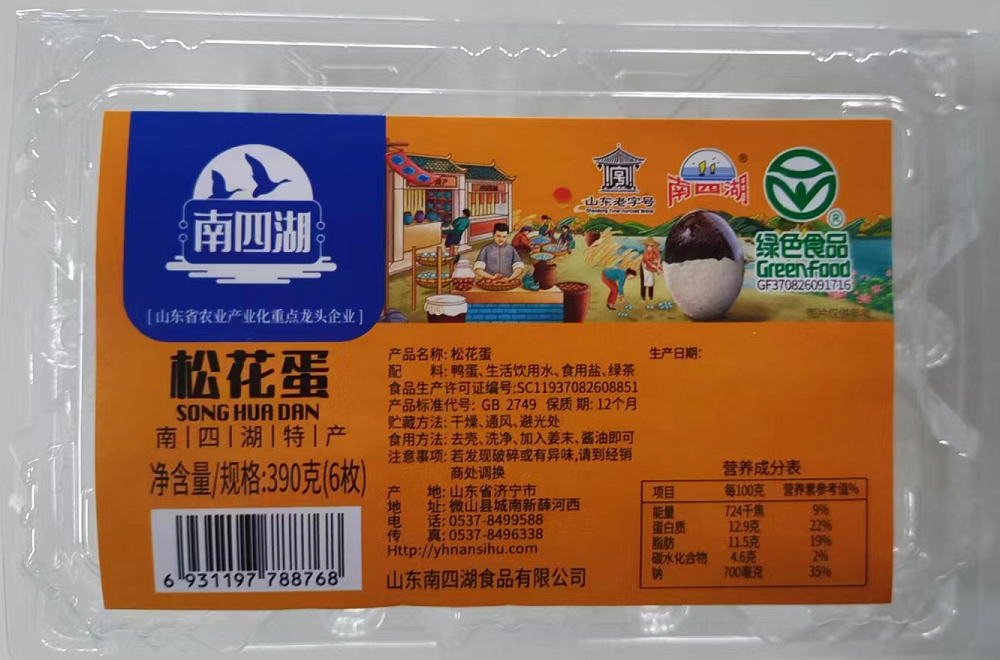 南四湖
[山东省农业产业化重点龙头企业]
山东老字号
Shandong Time-honored Brand
南四湖®
®
绿色食品
Greenfood
GF370826091716
图片仅供参考
松花蛋
SONG HUA DAN
南|四|湖|特|产
净含量/规格:390克(6枚)
6 931197 788768
产品名称: 松花蛋
配 料: 鸭蛋、生活饮用水、食用盐、绿茶
食品生产许可证编号:SC11937082608851
产品标准代号: GB 2749 保质期: 12个月
贮藏方法: 干燥、通风、避光处
食用方法: 去壳、洗净、加入姜末、酱油即可
注意事项: 若发现破碎或有异味,请到经销
商处调换
产 地: 山东省济宁市
地 址: 微山县城南新薛河西
电 话: 0537-8499588
传 真: 0537-8496338
Http://yhnansihu.com
山东南四湖食品有限公司
生产日期:
营养成分表
项目 每100克 营养素参考值%
能量 724千焦 9%
蛋白质 12.9克 22%
脂肪 11.5克 19%
碳水化合物 4.6克 2%
钠 700毫克 35%